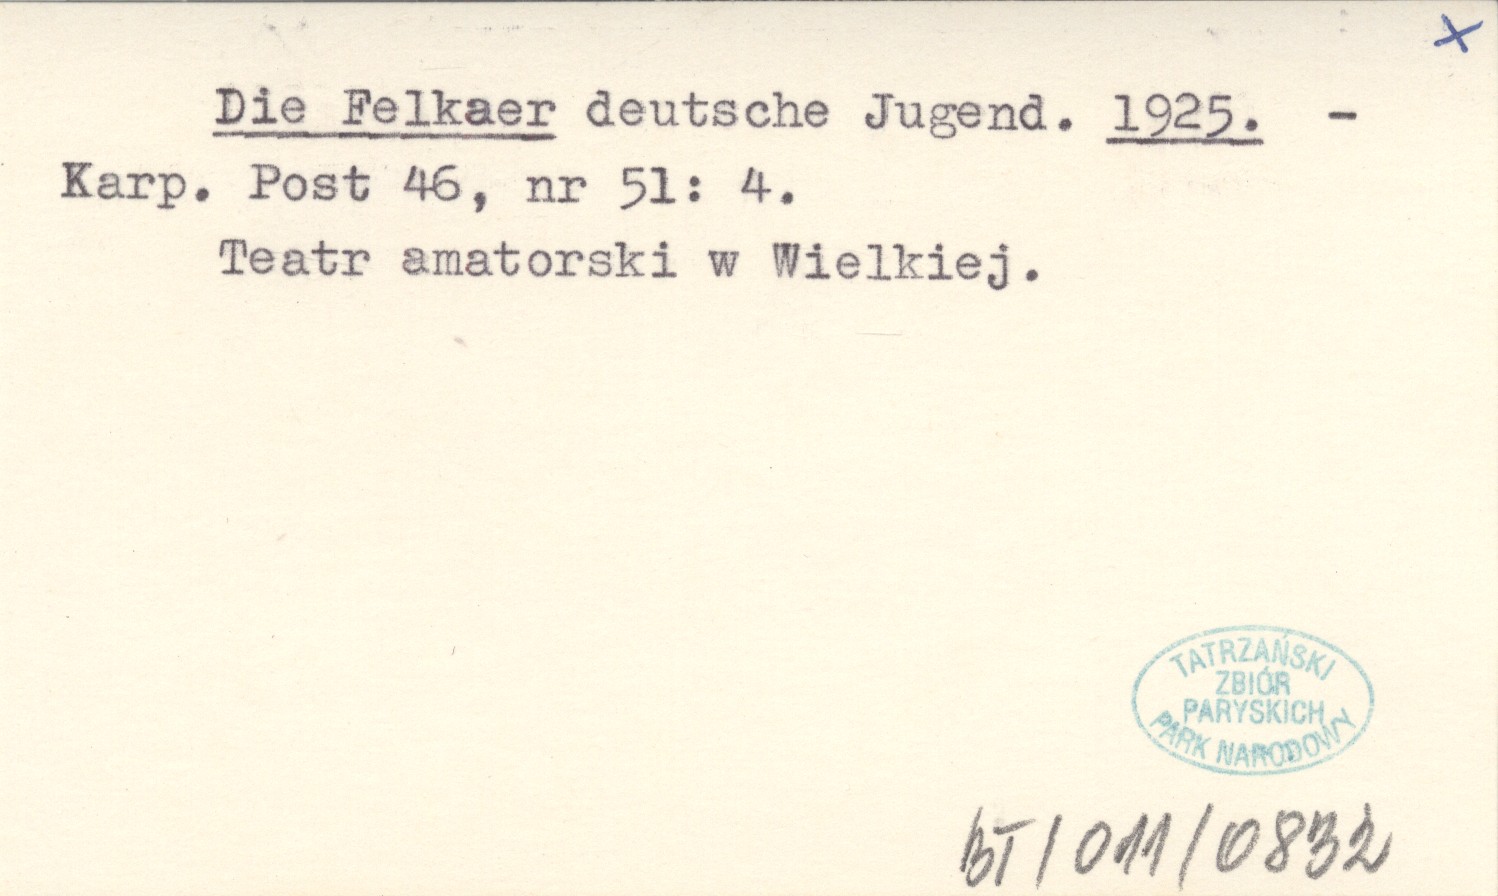 x
Die Felkaer deutsche Jugend. 1925. -
Karp. Post 46, nr 51: 4.
Teatr amatorski w Wielkiej.
TATRZAŃSKI
ZBIÓR
PARYSKICH
PARK NARODOWY
BT/011/0832